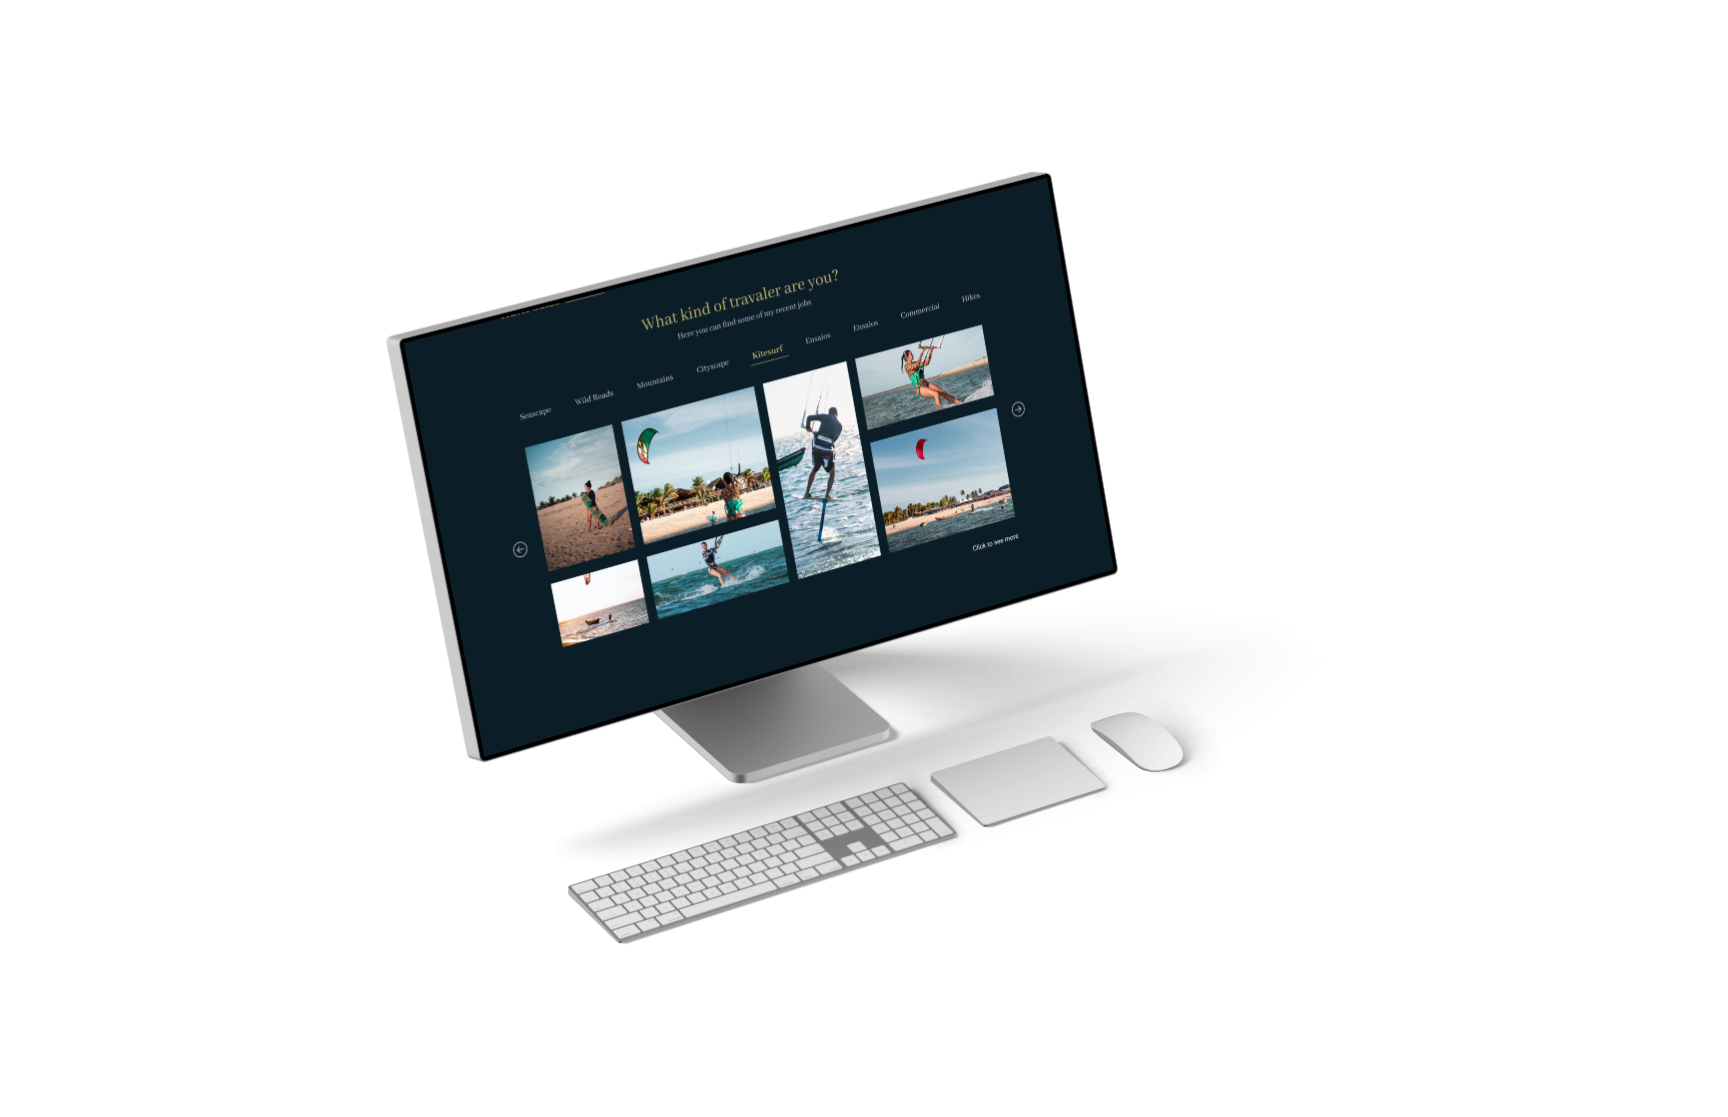 What kind of travaler are you?
Here you can find some of my recent jobs
Seascape Wild Roads Mountains Cityscape Kitesurf Ensaios Ensaios Commercial Hikes
Click to see more